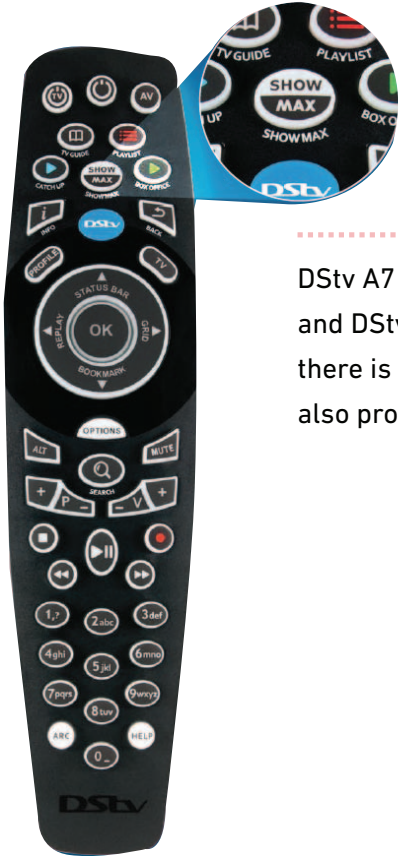 TV
AV
TV GUIDE
PLAYLIST
CATCH UP
SHOW
MAX
SHOWMAX
BOX OFFICE
i
INFO
DStv
BACK
PROFILE
TV
STATUS BAR
REPLAY
OK
GRID
BOOKMARK
OPTIONS
ALT
MUTE
SEARCH
+ P -
- V +
1,?
2abc
3def
4ghi
5jkl
6mno
7pqrs
8tuv
9wxyz
ARC
HELP
0_
DStv
TV GUIDE
PLAYLIST
SHOW
MAX
UP
SHOWMAX
BOX O
DStv
DStv A7
and DStv
there is
also pro